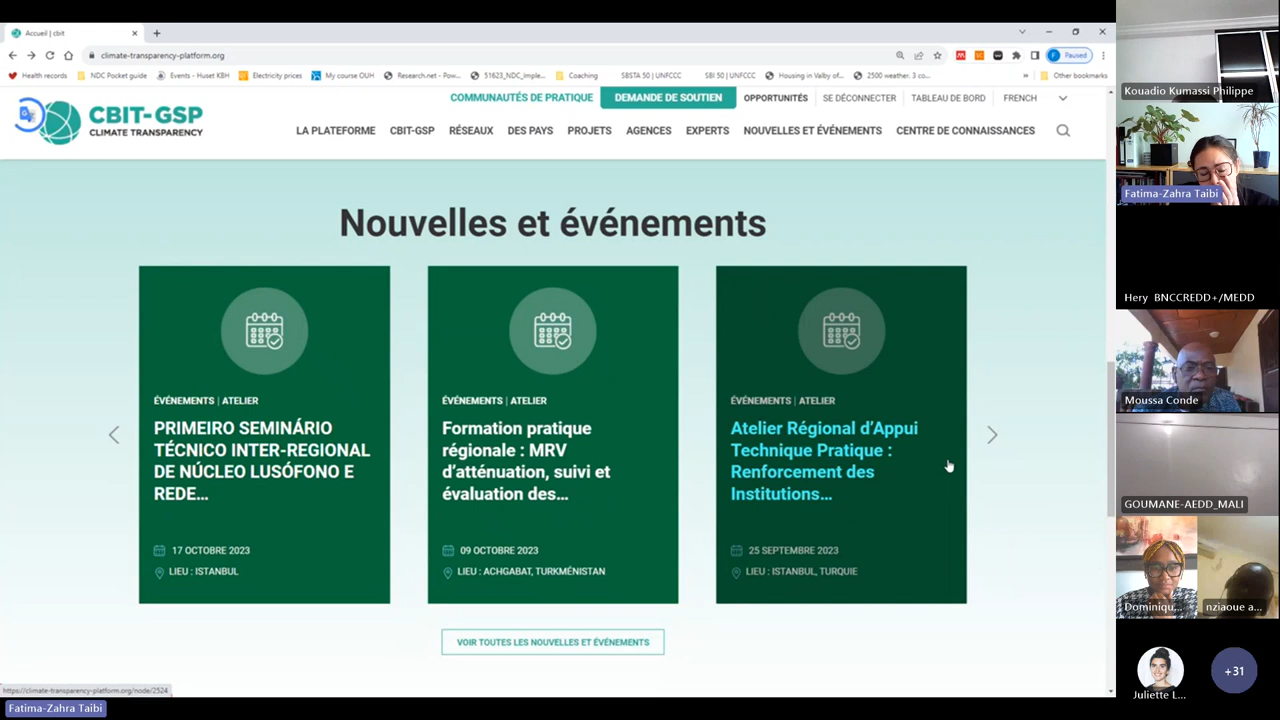 Accueil | cbit
climate-transparency-platform.org
Paused
Health records
NDC Pocket guide
Events - Huset KBH
Electricity prices
My course OUH
Research.net - Pow...
51623_NDC_Imple...
Coaching
SBSTA 50 | UNFCCC
SBI 50 | UNFCCC
Housing in Valby of...
2500 weather. 3 co...
»
Other bookmarks
COMMUNAUTÉS DE PRATIQUE
DEMANDE DE SOUTIEN
OPPORTUNITÉS
SE DÉCONNECTER
TABLEAU DE BORD
FRENCH
CBIT-GSP
CLIMATE TRANSPARENCY
LA PLATEFORME
CBIT-GSP
RÉSEAUX
DES PAYS
PROJETS
AGENCES
EXPERTS
NOUVELLES ET ÉVÉNEMENTS
CENTRE DE CONNAISSANCES
Nouvelles et événements
ÉVÉNEMENTS | ATELIER
PRIMEIRO SEMINÁRIO
TÉCNICO INTER-REGIONAL
DE NÚCLEO LUSÓFONO E
REDE...
17 OCTOBRE 2023
LIEU : ISTANBUL
ÉVÉNEMENTS | ATELIER
Formation pratique
régionale : MRV
d’atténuation, suivi et
évaluation des...
09 OCTOBRE 2023
LIEU : ACHGABAT, TURKMÉNISTAN
ÉVÉNEMENTS | ATELIER
Atelier Régional d’Appui
Technique Pratique :
Renforcement des
Institutions...
25 SEPTEMBRE 2023
LIEU : ISTANBUL, TURQUIE
VOIR TOUTES LES NOUVELLES ET ÉVÉNEMENTS
https://climate-transparency-platform.org/node/2524
Fatima-Zahra Taibi
Kouadio Kumassi Philippe
Fatima-Zahra Taibi
Hery BNCCREDD+/MEDD
Moussa Conde
GOUMANE-AEDD_MALI
Dominiqu...
nziaoue a...
Juliette L...
+31